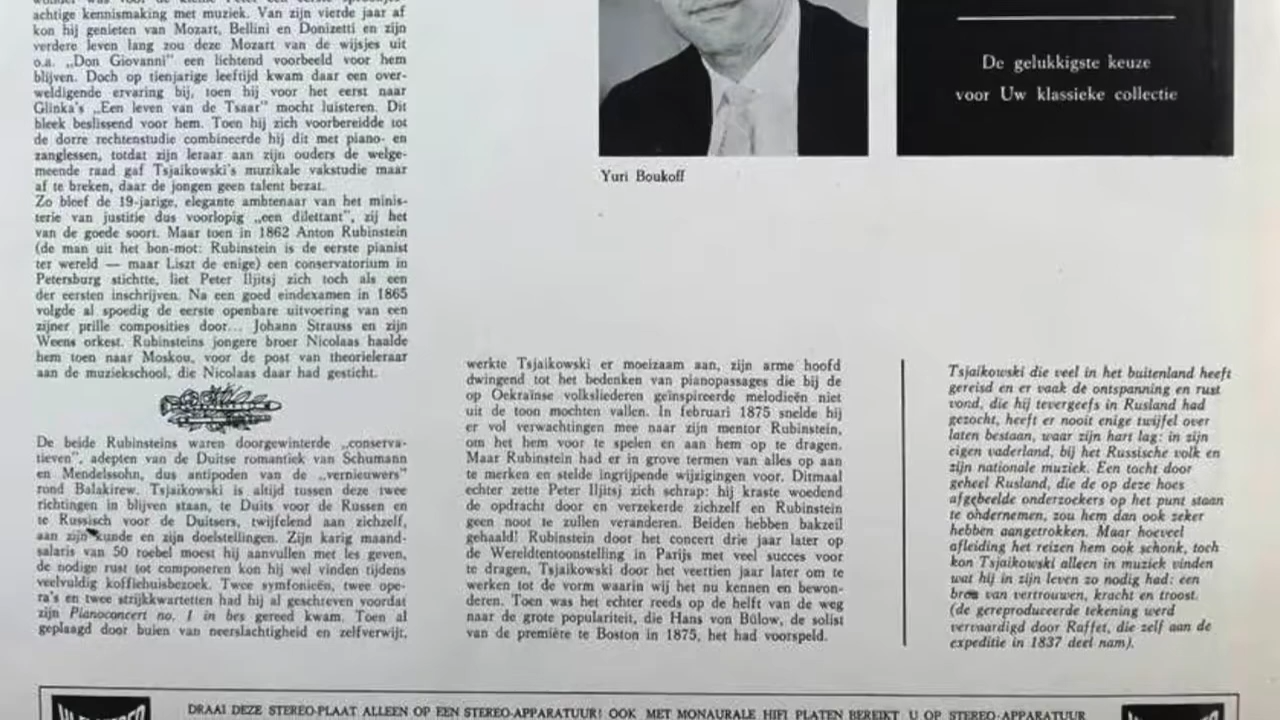 achtige kennismaking met muziek. Van zijn vierde jaar af
kon hij genieten van Mozart, Bellini en Donizetti en zijn
verdere leven lang zou deze Mozart van de wijsjes uit
o.a. „Don Giovanni" een lichtend voorbeeld voor hem
blijven. Doch op tienjarige leeftijd kwam daar een over-
weldigende ervaring bij, toen hij voor het eerst naar
Glinka's „Een leven van de Tsaar" mocht luisteren. Dit
bleek beslissend voor hem. Toen hij zich voorbereidde tot
de dorre rechtenstudie combineerde hij dit met piano- en
zanglessen, totdat zijn leraar aan zijn ouders de welge-
meende raad gaf Tsjaikowski's muzikale vakstudie maar
af te breken, daar de jongen geen talent bezat.
Zo bleef de 19-jarige, elegante ambtenaar van het minis-
terie van justitie dus voorlopig „een dilettant", zij het
van de goede soort. Maar toen in 1862 Anton Rubinstein
(de man uit het bon-mot: Rubinstein is de eerste pianist
ter wereld — maar Liszt de enige) een conservatorium in
Petersburg stichtte, liet Peter Iljitsj zich toch als een
der eersten inschrijven. Na een goed eindexamen in 1865
volgde al spoedig de eerste openbare uitvoering van een
zijner prille composities door... Johann Strauss en zijn
Weens orkest. Rubinsteins jongere broer Nicolaas haalde
hem toen naar Moskou, voor de post van theorieleraar
aan de muziekschool, die Nicolaas daar had gesticht.
De beide Rubinsteins waren doorgewinterde „conserva-
tieven", adepten van de Duitse romantiek van Schumann
en Mendelssohn, dus antipoden van de „vernieuwers"
rond Balakirew. Tsjaikowski is altijd tussen deze twee
richtingen in blijven staan, te Duits voor de Russen en
te Russisch voor de Duitsers, twijfelend aan zichzelf,
aan zijn kunde en zijn doelstellingen. Zijn karig maand-
salaris van 50 roebel moest hij aanvullen met les geven,
de nodige rust tot componeren kon hij wel vinden tijdens
veelvuldig koffiehuisbezoek. Twee symfonieën, twee ope-
ra's en twee strijkkwartetten had hij al geschreven voordat
zijn Pianoconcert no. 1 in bes gereed kwam. Toen al
geplaagd door buien van neerslachtigheid en zelfverwijt,
werkte Tsjaikowski er moeizaam aan, zijn arme hoofd
dwingend tot het bedenken van pianopassages die bij de
op Oekraïnse volksliederen geïnspireerde melodieën niet
uit de toon mochten vallen. In februari 1875 snelde hij
er vol verwachtingen mee naar zijn mentor Rubinstein,
om het hem voor te spelen en aan hem op te dragen.
Maar Rubinstein had er in grove termen van alles op aan
te merken en stelde ingrijpende wijzigingen voor. Ditmaal
echter zette Peter Iljitsj zich schrap: hij kraste woedend
de opdracht door en verzekerde zichzelf en Rubinstein
geen noot te zullen veranderen. Beiden hebben bakzeil
gehaald! Rubinstein door het concert drie jaar later op
de Wereldtentoonstelling in Parijs met veel succes voor
te dragen, Tsjaikowski door het veertien jaar later om te
werken tot de vorm waarin wij het nu kennen en bewon-
deren. Toen was het echter reeds op de helft van de weg
naar de grote populariteit, die Hans von Bülow, de solist
van de première te Boston in 1875, het had voorspeld.
Yuri Boukoff
De gelukkigste keuze
voor Uw klassieke collectie
Tsjaikowski die veel in het buitenland heeft
gereisd en er vaak de ontspanning en rust
vond, die hij tevergeefs in Rusland had
gezocht, heeft er nooit enige twijfel over
laten bestaan, waar zijn hart lag: in zijn
eigen vaderland, bij het Russische volk en
zijn nationale muziek. Een tocht door
geheel Rusland, die de op deze hoes
afgebeelde onderzoekers op het punt staan
te ondernemen, zou hem dan ook zeker
hebben aangetrokken. Maar hoeveel
afleiding het reizen hem ook schonk, toch
kon Tsjaikowski alleen in muziek vinden
wat hij in zijn leven zo nodig had: een
bron van vertrouwen, kracht en troost.
(de gereproduceerde tekening werd
vervaardigd door Raffet, die zelf aan de
expeditie in 1837 deel nam).
DRAAI DEZE STEREO-PLAAT ALLEEN OP EEN STEREO-APPARATUUR! OOK MET MONAURALE HIFI PLATEN BEREIKT U OP STEREO-APPARATUUR